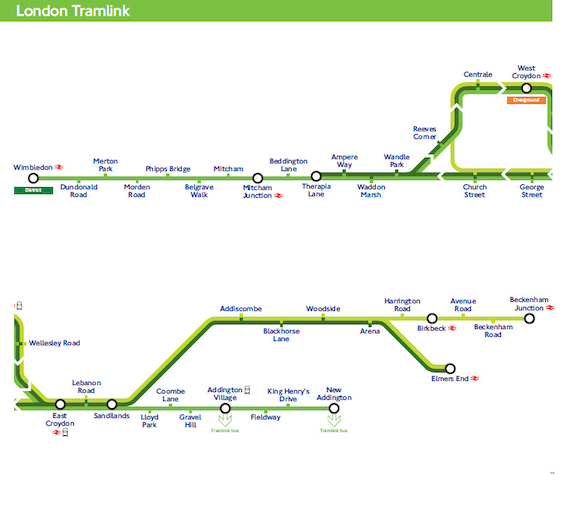 London Tramlink
West
Croydon
Centrale
Overground
Reeves
Corner
Wimbledon
District
Merton
Park
Phipps Bridge
Mitcham
Beddington
Lane
Ampere
Way
Wandle
Park
Dundonald
Road
Morden
Road
Belgrave
Walk
Mitcham
Junction
Therapia
Lane
Waddon
Marsh
Church
Street
George
Street
Wellesley Road
Addiscombe
Woodside
Harrington
Road
Avenue
Road
Beckenham
Junction
Blackhorse
Lane
Arena
Birkbeck
Beckenham
Road
Elmers End
Lebanon
Road
Coombe
Lane
Addington
Village
King Henry's
Drive
New
Addington
East
Croydon
Sandilands
Lloyd
Park
Gravel
Hill
Fieldway
Tramlink bus
Tramlink bus